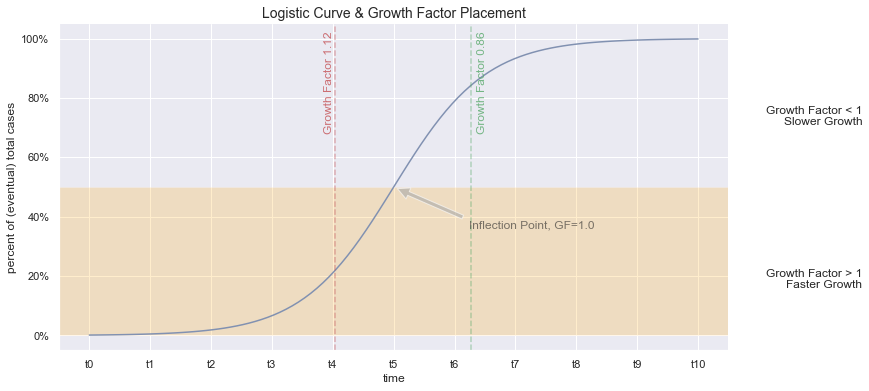 Logistic Curve & Growth Factor Placement
percent of (eventual) total cases
100%
80%
60%
40%
20%
0%
Growth Factor 1.12
Growth Factor 0.86
Inflection Point, GF=1.0
Growth Factor < 1
Slower Growth
Growth Factor > 1
Faster Growth
t0 t1 t2 t3 t4 t5 t6 t7 t8 t9 t10
time